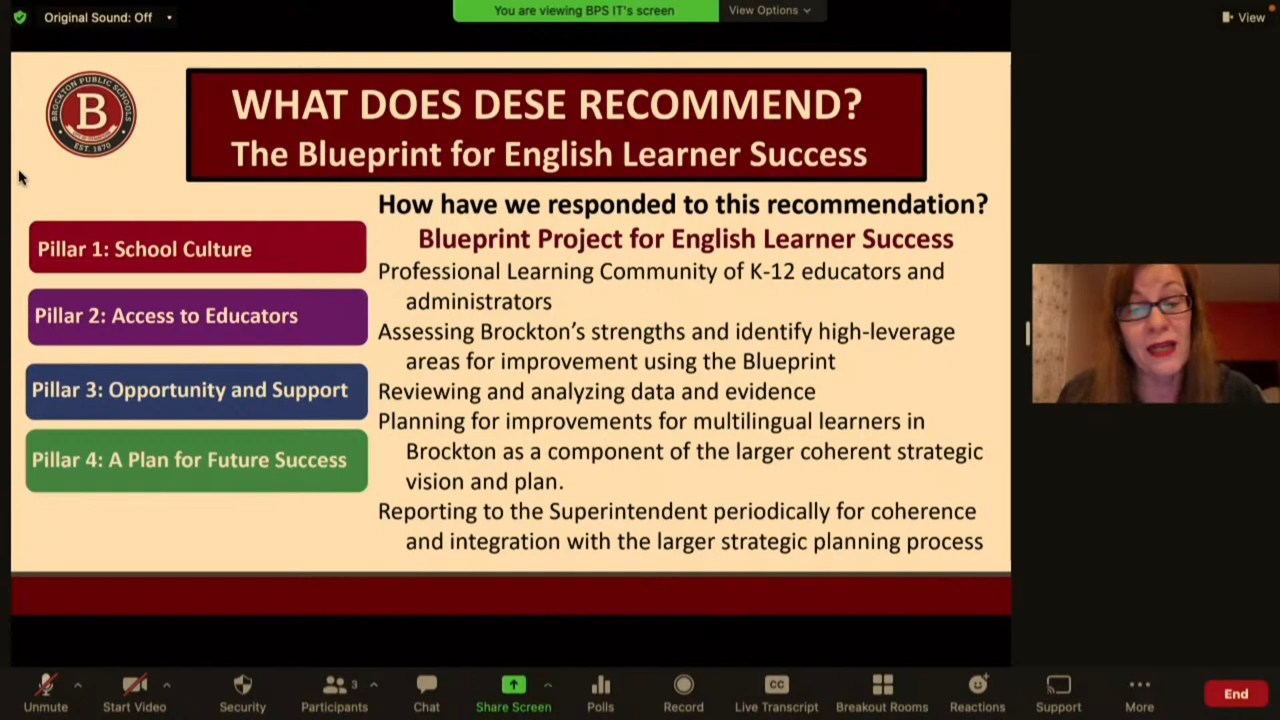 Original Sound: Off
You are viewing BPS IT's screen
View Options
View
BROCKTON PUBLIC SCHOOLS
B
EST. 1870
WHAT DOES DESE RECOMMEND?
The Blueprint for English Learner Success
How have we responded to this recommendation?
Blueprint Project for English Learner Success
Pillar 1: School Culture
Pillar 2: Access to Educators
Pillar 3: Opportunity and Support
Pillar 4: A Plan for Future Success
Professional Learning Community of K-12 educators and
administrators
Assessing Brockton’s strengths and identify high-leverage
areas for improvement using the Blueprint
Reviewing and analyzing data and evidence
Planning for improvements for multilingual learners in
Brockton as a component of the larger coherent strategic
vision and plan.
Reporting to the Superintendent periodically for coherence
and integration with the larger strategic planning process
Unmute
Start Video
Security
3
Participants
Chat
Share Screen
Polls
Record
CC
Live Transcript
Breakout Rooms
Reactions
Support
More
End